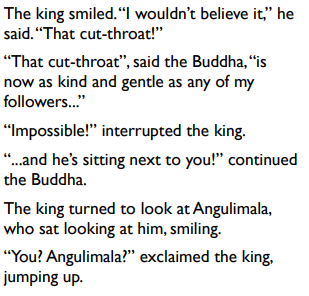 The king smiled. “I wouldn’t believe it,” he
said. “That cut-throat!”
“That cut-throat”, said the Buddha, “is
now as kind and gentle as any of my
followers...”
“Impossible!” interrupted the king.
“...and he’s sitting next to you!” continued
the Buddha.
The king turned to look at Angulimala,
who sat looking at him, smiling.
“You? Angulimala?” exclaimed the king,
jumping up.